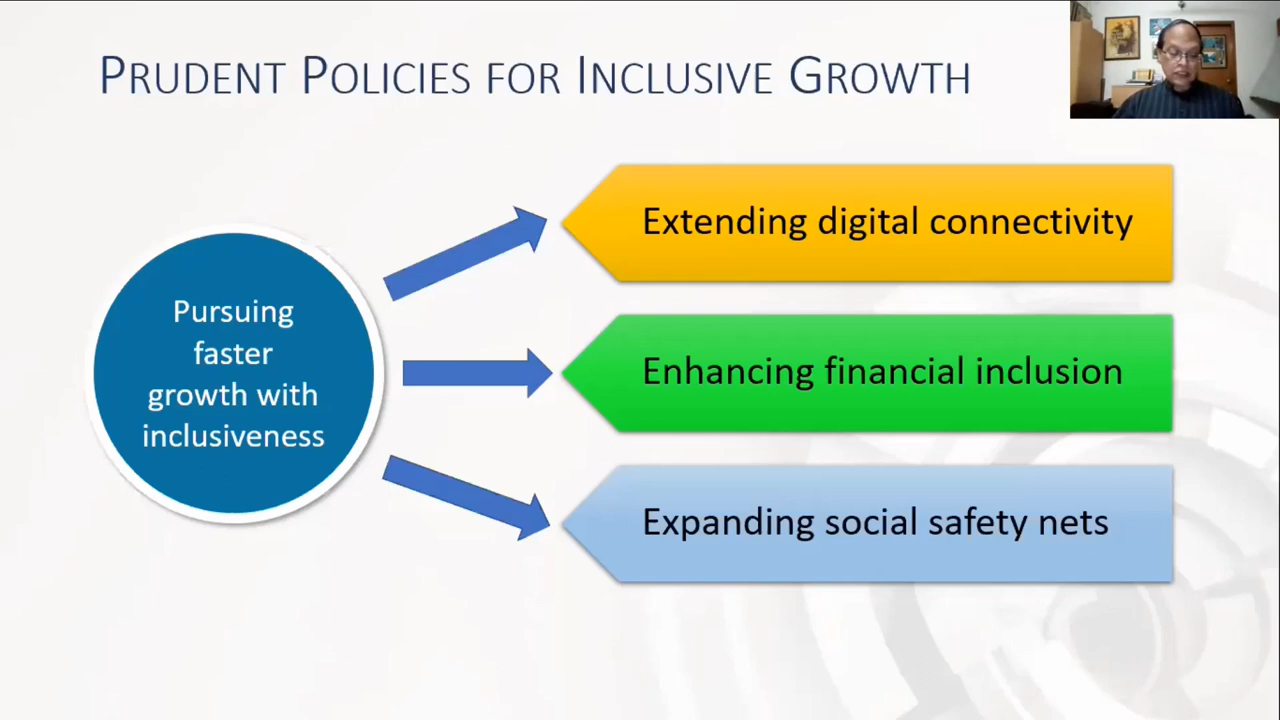 PRUDENT POLICIES FOR INCLUSIVE GROWTH
Pursuing
faster
growth with
inclusiveness
Extending digital connectivity
Enhancing financial inclusion
Expanding social safety nets